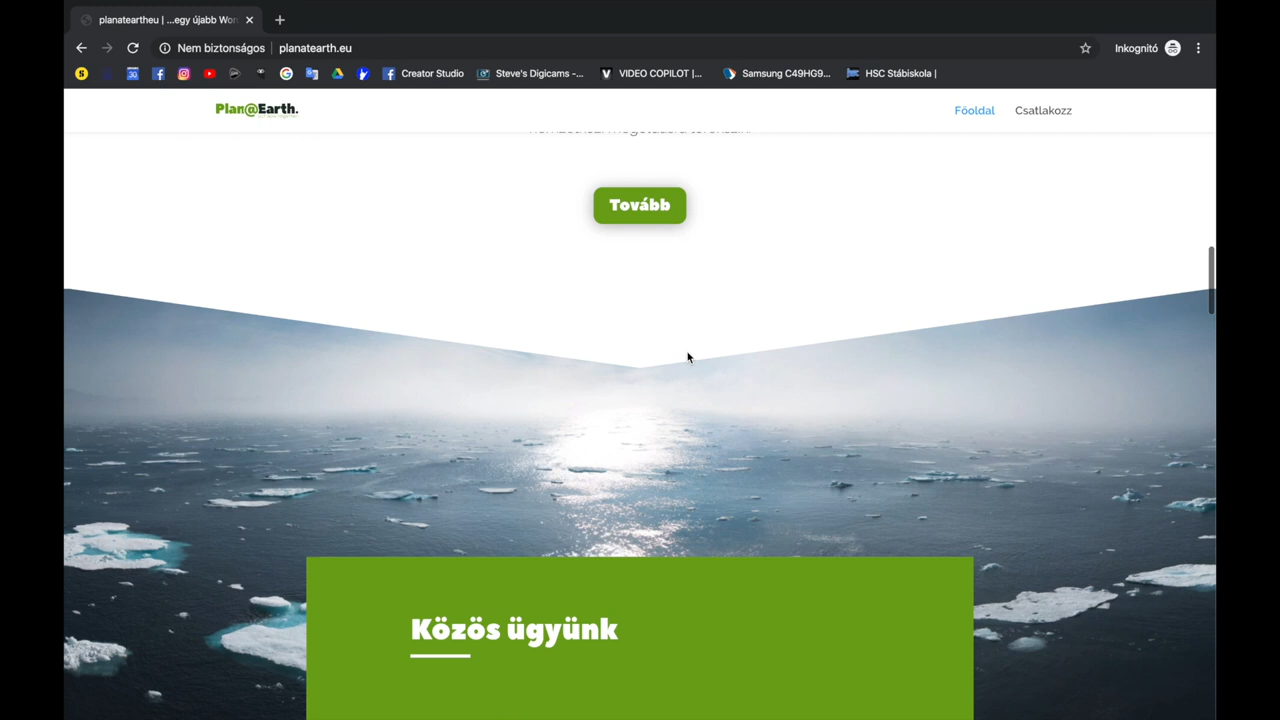 planateartheu | ...egy újabb Wor
Nem biztonságos planatearth.eu Inkognitó
S 30 Creator Studio Steve's Digicams -... V VIDEO COPILOT |... Samsung C49HG9... HSC Stábiskola |
Plan@Earth. Főoldal Csatlakozz
Tovább
Közös ügyünk